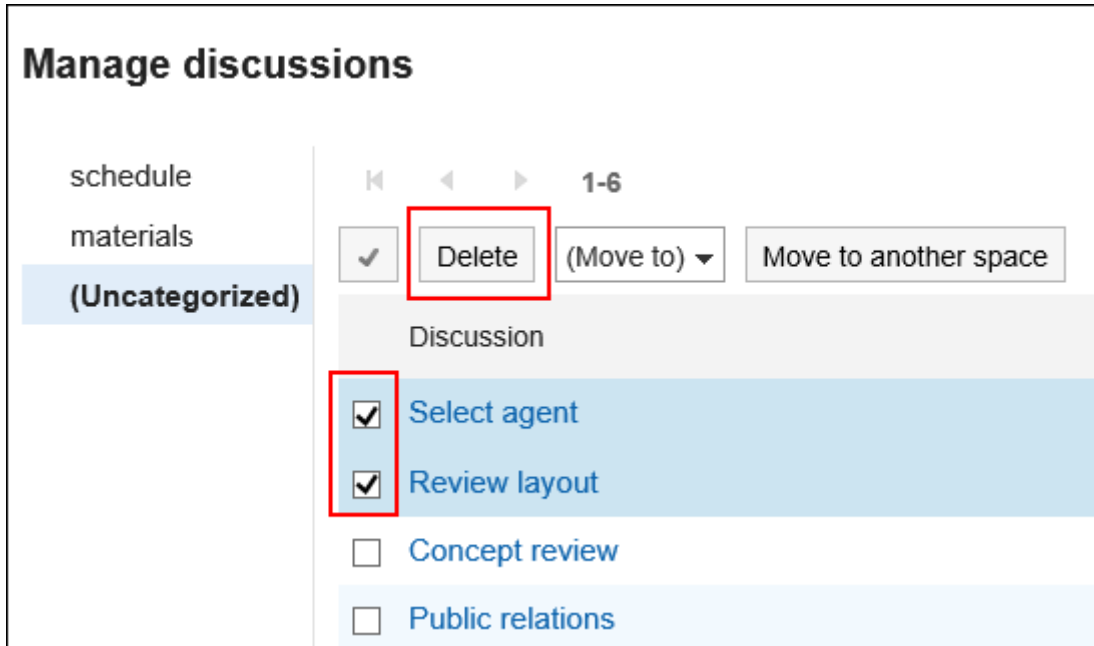 Manage discussions
schedule
materials
(Uncategorized)
1-6
Delete
(Move to)
Move to another space
Discussion
Select agent
Review layout
Concept review
Public relations